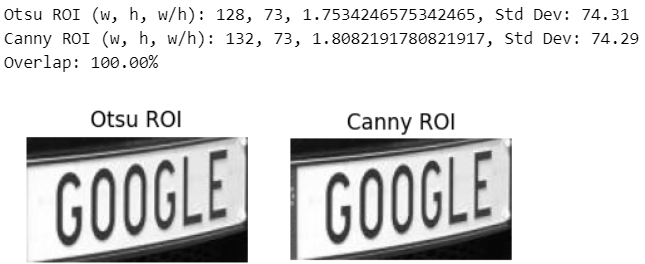 Otsu ROI (w, h, w/h): 128, 73, 1.7534246575342465, Std Dev: 74.31
Canny ROI (w, h, w/h): 132, 73, 1.8082191780821917, Std Dev: 74.29
Overlap: 100.00%
Otsu ROI
Canny ROI
GOOGLE
GOOGLE